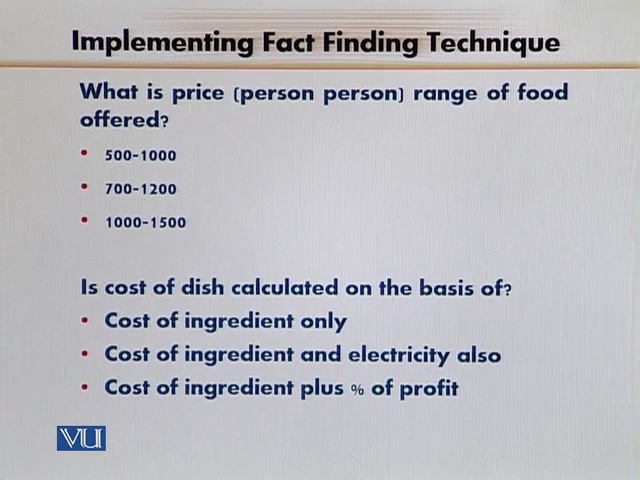 Implementing Fact Finding Technique
What is price (person person) range of food
offered?
• 500-1000
• 700-1200
• 1000-1500
Is cost of dish calculated on the basis of?
• Cost of ingredient only
• Cost of ingredient and electricity also
• Cost of ingredient plus % of profit
VU